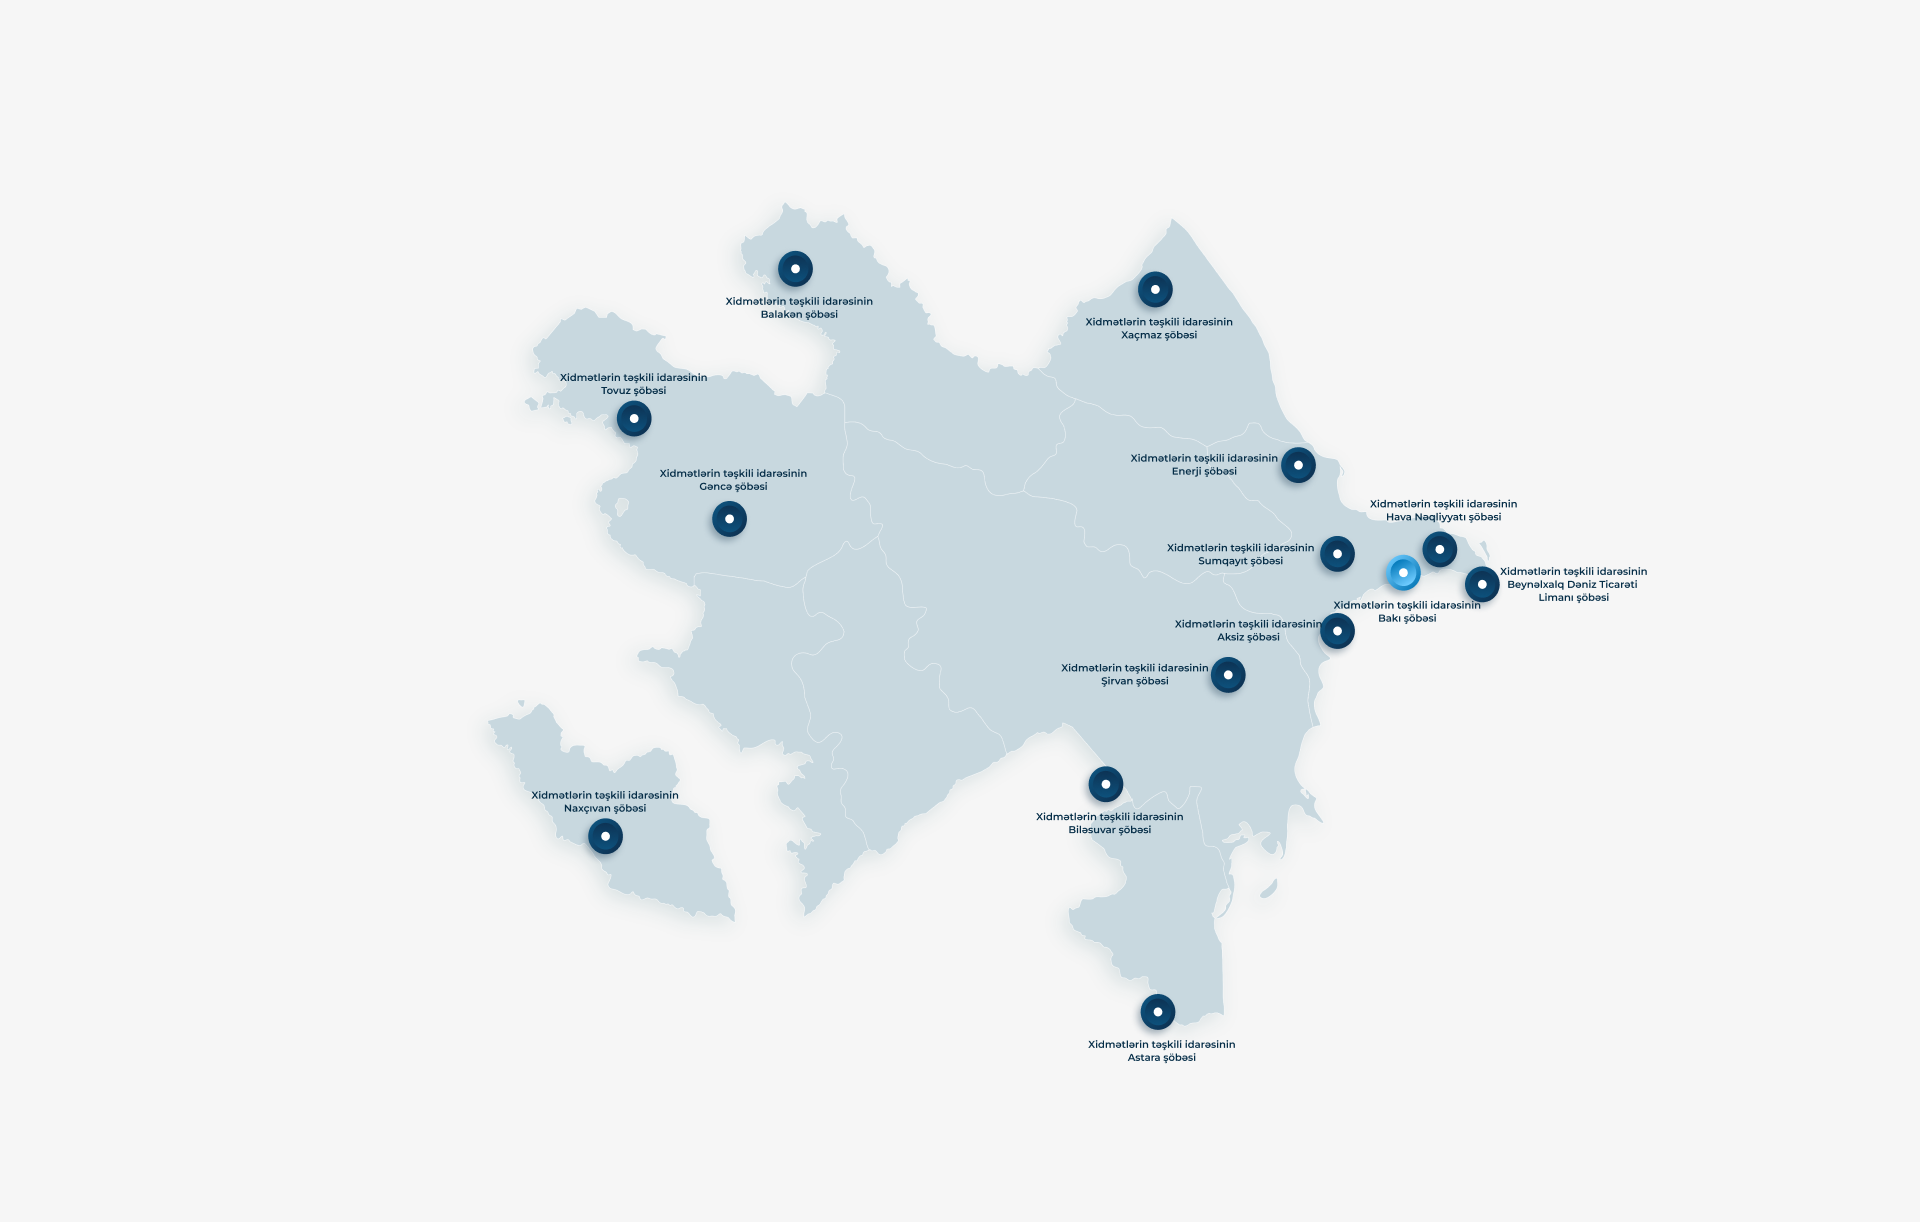 Xidmətlərin təşkili idarəsinin
Balakən şöbəsi
Xidmətlərin təşkili idarəsinin
Xaçmaz şöbəsi
Xidmətlərin təşkili idarəsinin
Tovuz şöbəsi
Xidmətlərin təşkili idarəsinin
Gəncə şöbəsi
Xidmətlərin təşkili idarəsinin
Enerji şöbəsi
Xidmətlərin təşkili idarəsinin
Hava Nəqliyyatı şöbəsi
Xidmətlərin təşkili idarəsinin
Sumqayıt şöbəsi
Xidmətlərin təşkili idarəsinin
Beynəlxalq Dəniz Ticarəti
Limanı şöbəsi
Xidmətlərin təşkili idarəsinin
Bakı şöbəsi
Xidmətlərin təşkili idarəsinin
Aksiz şöbəsi
Xidmətlərin təşkili idarəsinin
Şirvan şöbəsi
Xidmətlərin təşkili idarəsinin
Naxçıvan şöbəsi
Xidmətlərin təşkili idarəsinin
Biləsuvar şöbəsi
Xidmətlərin təşkili idarəsinin
Astara şöbəsi